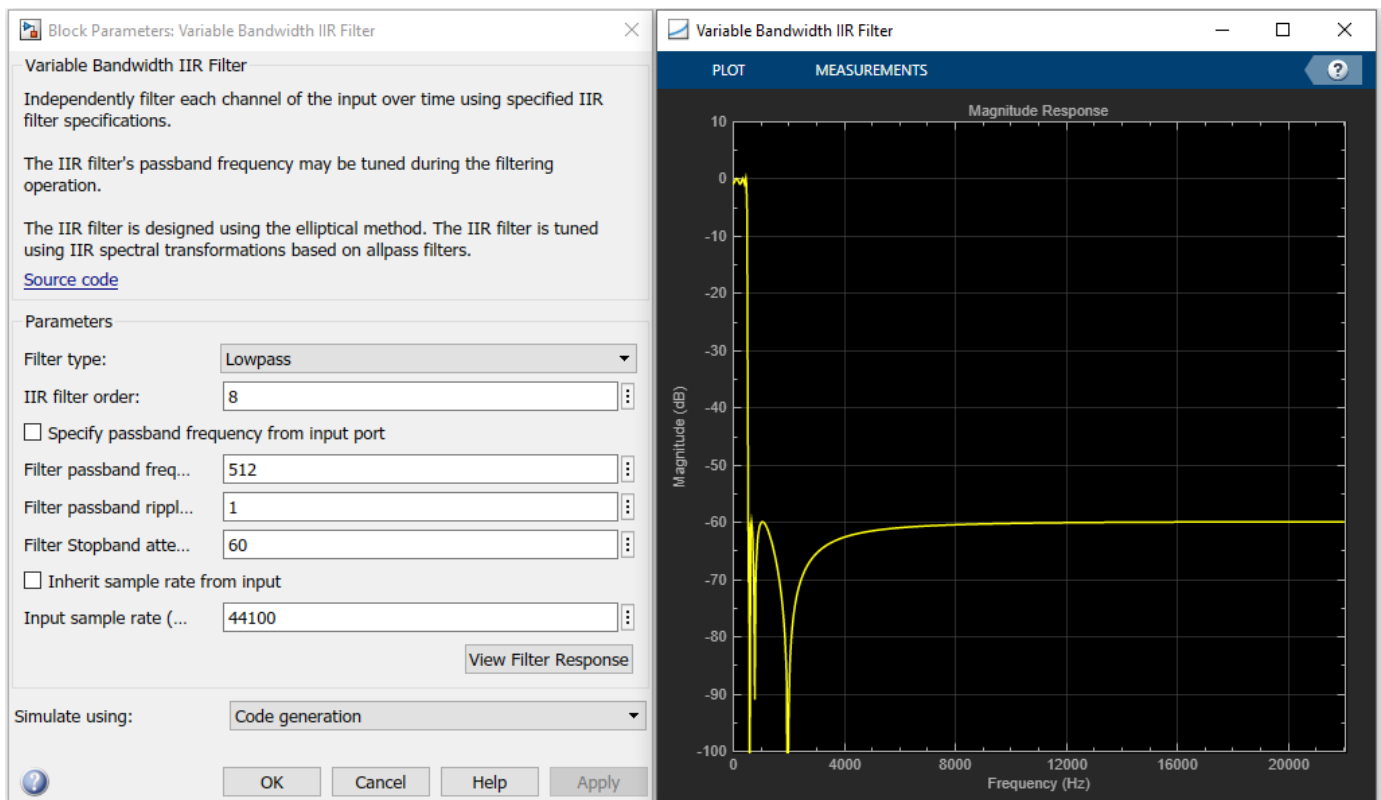 Block Parameters: Variable Bandwidth IIR Filter
Variable Bandwidth IIR Filter
Independently filter each channel of the input over time using specified IIR
filter specifications.
The IIR filter's passband frequency may be tuned during the filtering
operation.
The IIR filter is designed using the elliptical method. The IIR filter is tuned
using IIR spectral transformations based on allpass filters.
Source code
Parameters
Filter type: Lowpass
IIR filter order: 8
Specify passband frequency from input port
Filter passband freq... 512
Filter passband rippl... 1
Filter Stopband atte... 60
Inherit sample rate from input
Input sample rate (... 44100
View Filter Response
Simulate using: Code generation
OK Cancel Help Apply
Variable Bandwidth IIR Filter
PLOT MEASUREMENTS ?
Magnitude Response
10
0
-10
-20
-30
-40
-50
-60
-70
-80
-90
-100
Magnitude (dB)
0 4000 8000 12000 16000 20000
Frequency (Hz)